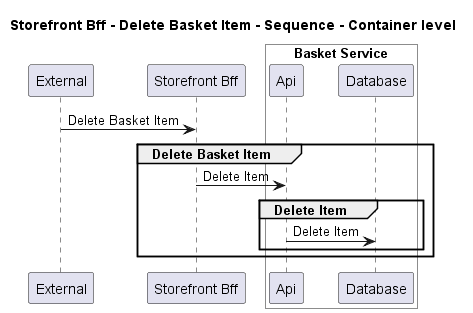 Storefront Bff - Delete Basket Item - Sequence - Container level
Basket Service
External
Storefront Bff
Api
Database
Delete Basket Item
Delete Basket Item
Delete Item
Delete Item
Delete Item
External
Storefront Bff
Api
Database